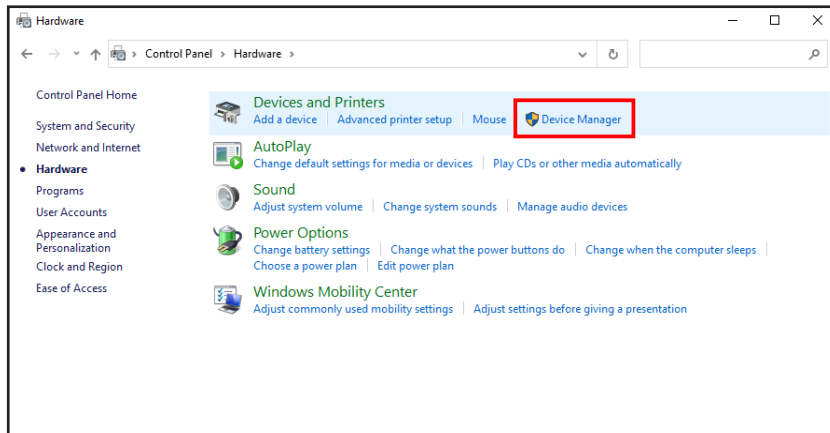 Hardware
Control Panel > Hardware >
Control Panel Home
System and Security
Network and Internet
Hardware
Programs
User Accounts
Appearance and
Personalization
Clock and Region
Ease of Access
Devices and Printers
Add a device | Advanced printer setup | Mouse | Device Manager
AutoPlay
Change default settings for media or devices | Play CDs or other media automatically
Sound
Adjust system volume | Change system sounds | Manage audio devices
Power Options
Change battery settings | Change what the power buttons do | Change when the computer sleeps |
Choose a power plan | Edit power plan
Windows Mobility Center
Adjust commonly used mobility settings | Adjust settings before giving a presentation